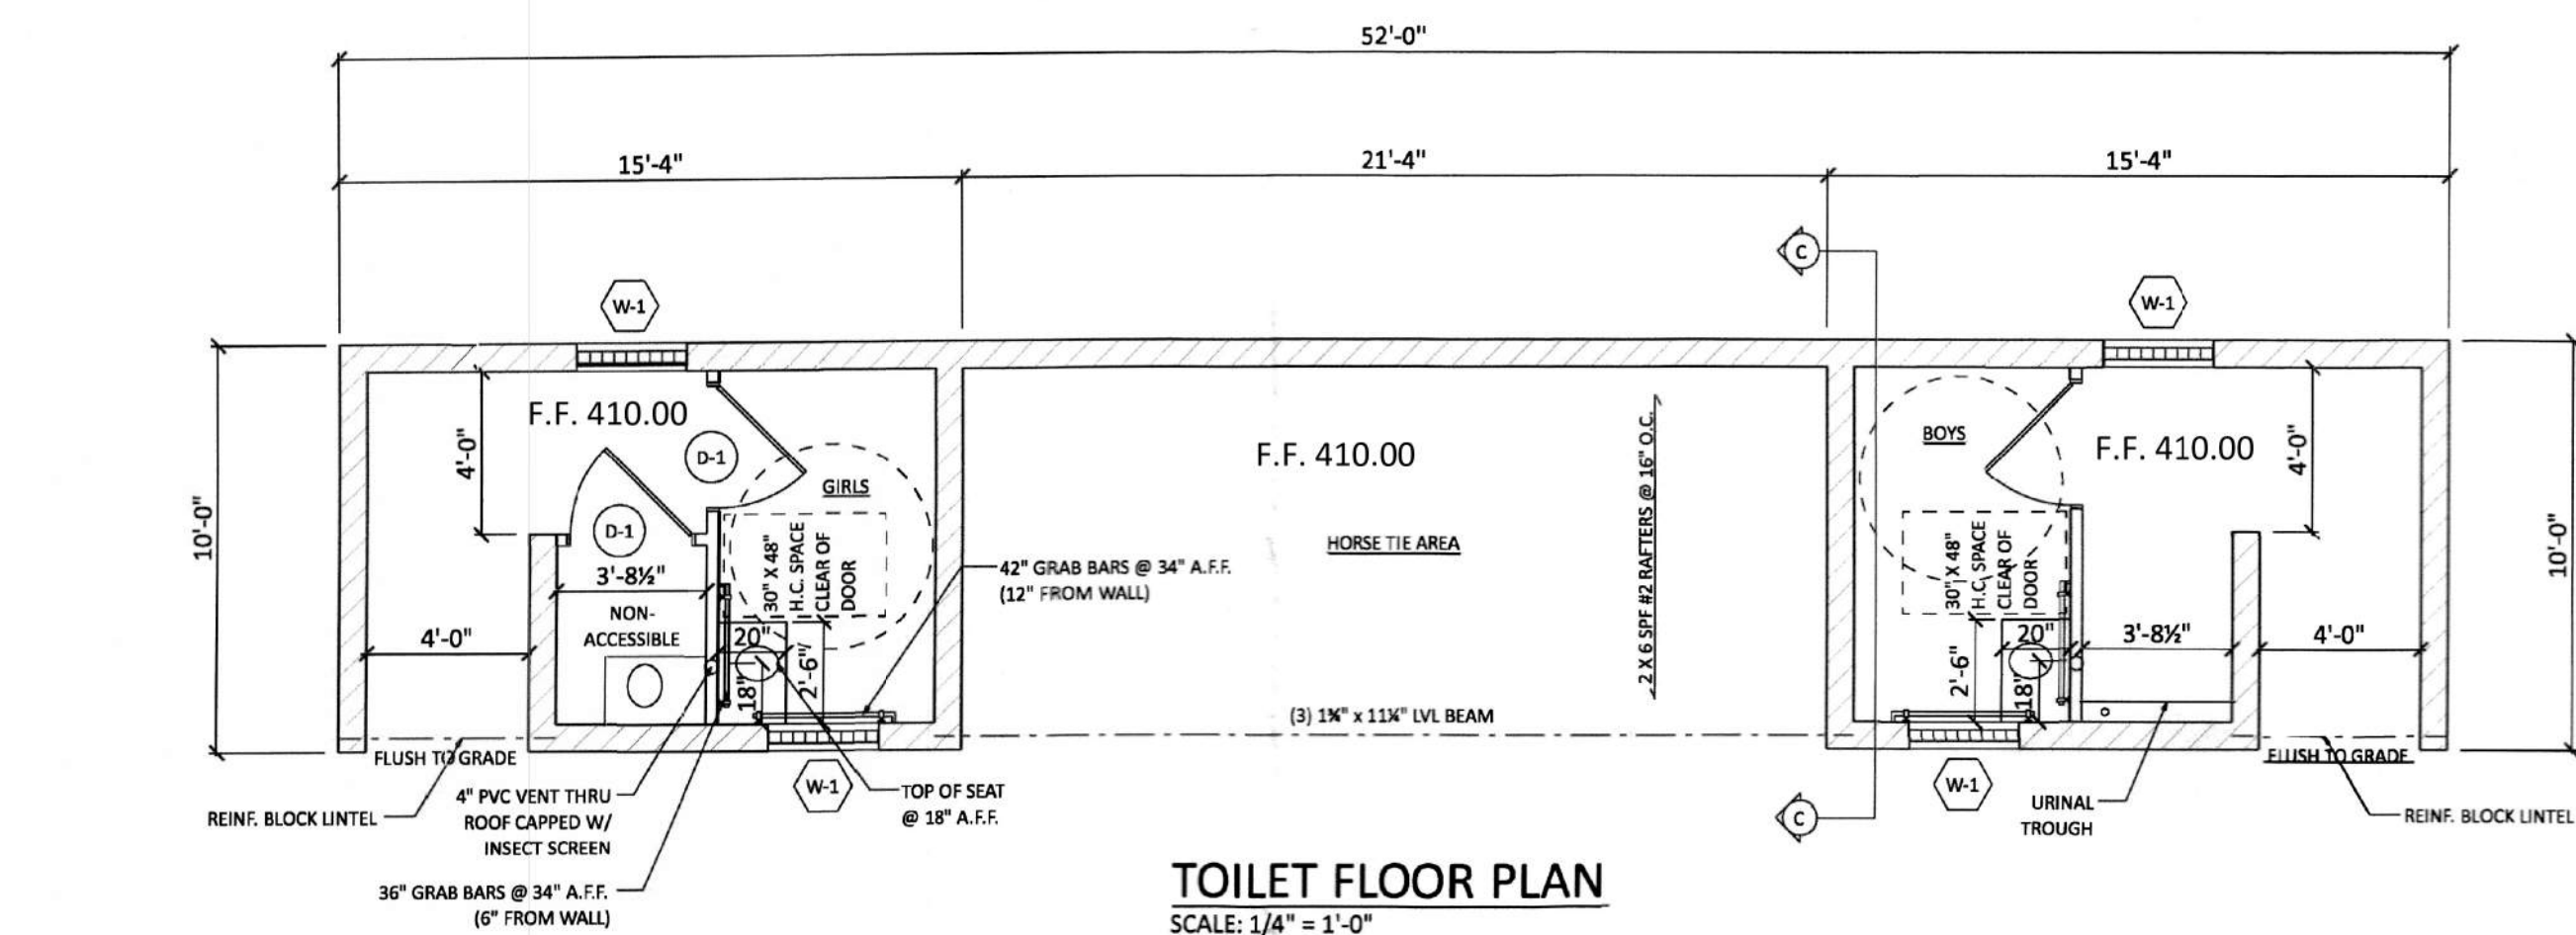 52'-0"
15'-4"
21'-4"
15'-4"
C
W-1
W-1
F.F. 410.00
D-1
GIRLS
4'-0"
10'-0"
D-1
3'-8½"
NON-
ACCESSIBLE
4'-0"
30" X 48"
H.C. SPACE
CLEAR OF
DOOR
20"
18"
2'-6"
42" GRAB BARS @ 34" A.F.F.
(12" FROM WALL)
F.F. 410.00
HORSE TIE AREA
2 X 6 SPF #2 RAFTERS @ 16" O.C.
(3) 1¾" x 11¼" LVL BEAM
BOYS
F.F. 410.00
4'-0"
10'-0"
30" X 48"
H.C. SPACE
CLEAR OF
DOOR
20"
3'-8½"
4'-0"
2'-6"
18"
FLUSH TO GRADE
REINF. BLOCK LINTEL
4" PVC VENT THRU
ROOF CAPPED W/
INSECT SCREEN
36" GRAB BARS @ 34" A.F.F.
(6" FROM WALL)
W-1
TOP OF SEAT
@ 18" A.F.F.
C
W-1
URINAL
TROUGH
FLUSH TO GRADE
REINF. BLOCK LINTEL
TOILET FLOOR PLAN
SCALE: 1/4" = 1'-0"